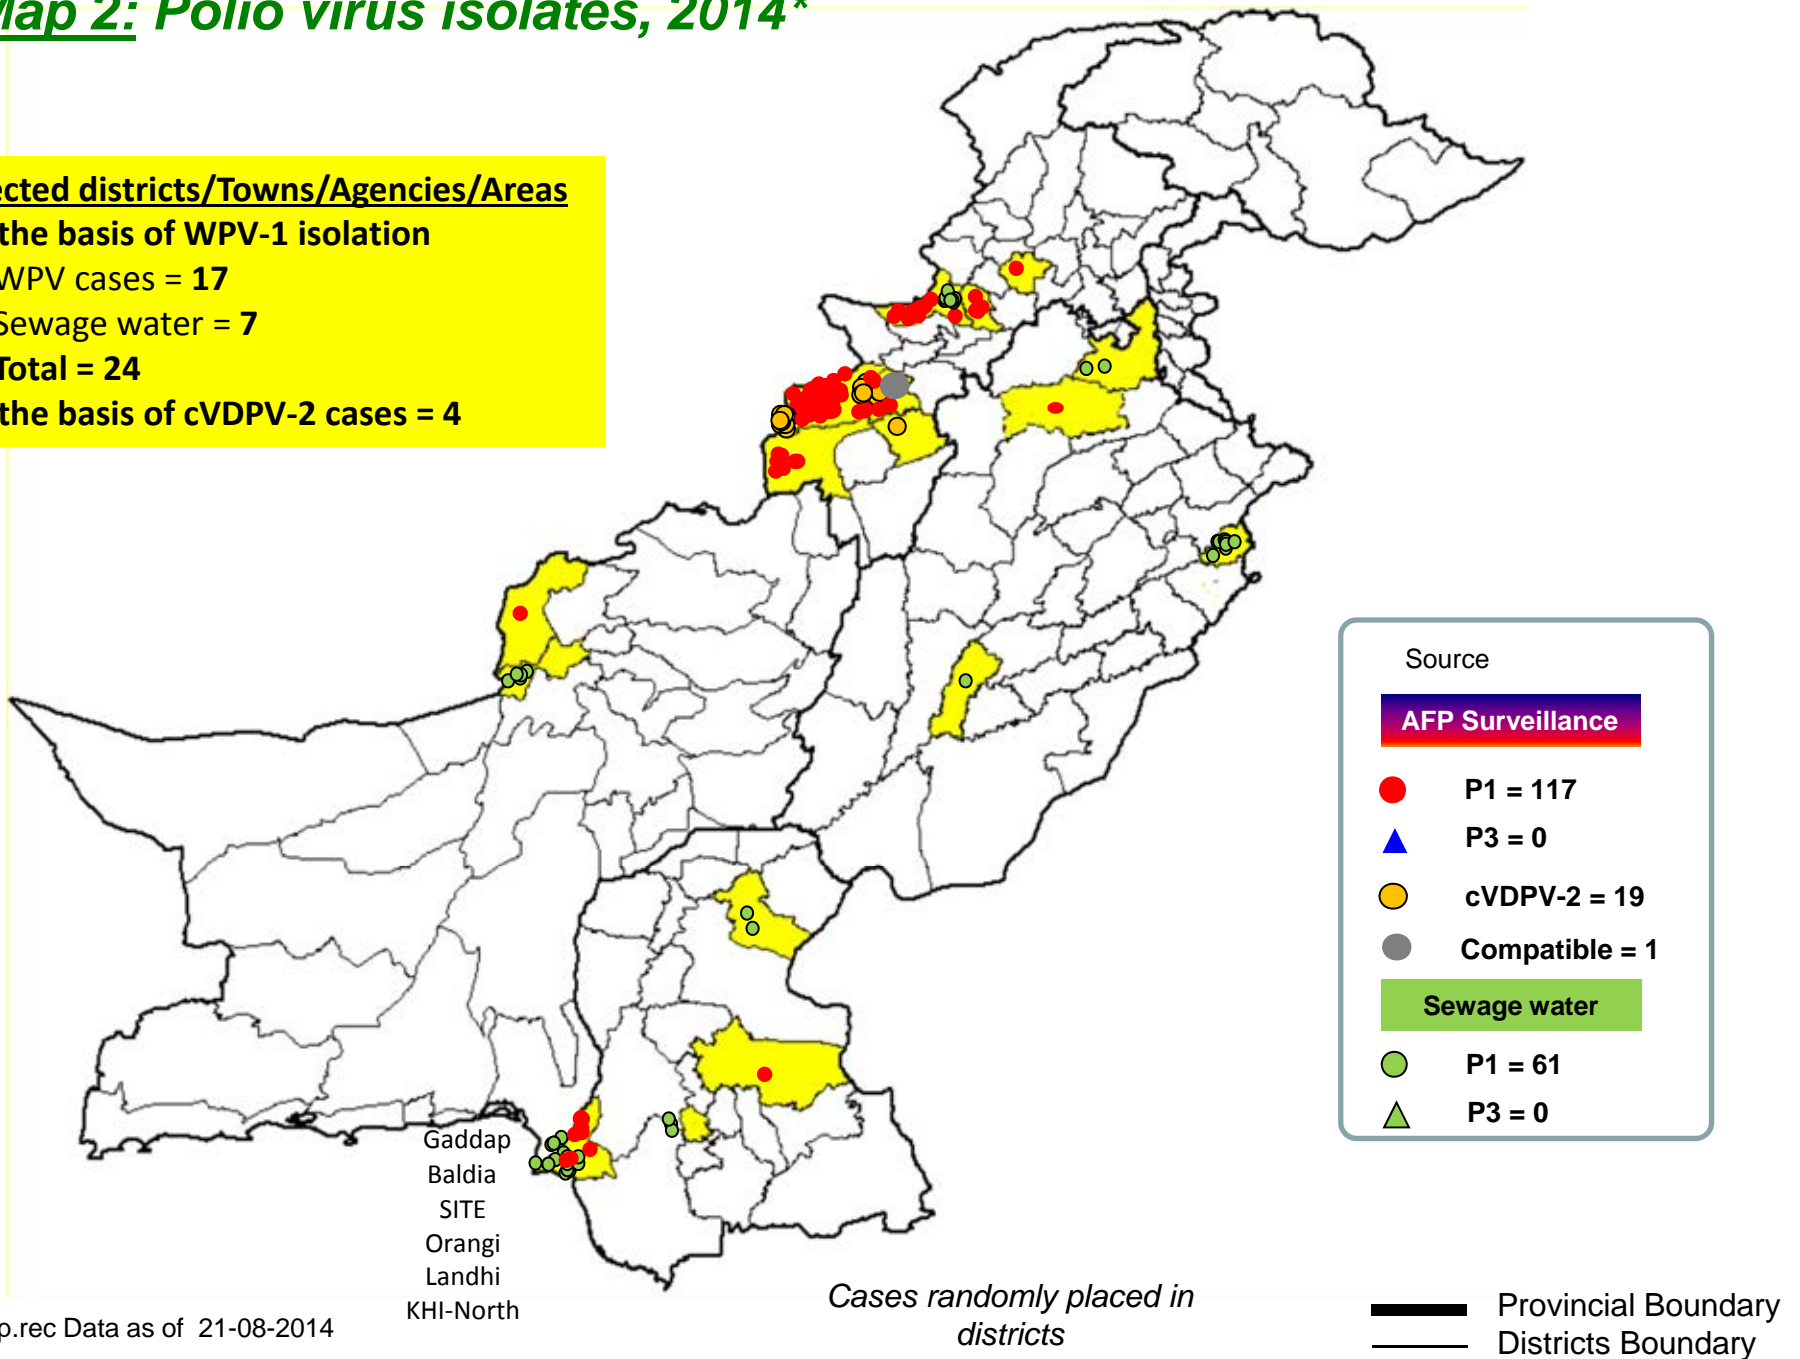 Map 2: Polio virus isolates, 2014*
ected districts/Towns/Agencies/Areas
the basis of WPV-1 isolation
WPV cases = 17
Sewage water = 7
Total = 24
the basis of cVDPV-2 cases = 4
Source
AFP Surveillance
P1 = 117
P3 = 0
cVDPV-2 = 19
Compatible = 1
Sewage water
P1 = 61
P3 = 0
Gaddap
Baldia
SITE
Orangi
Landhi
KHI-North
p.rec Data as of 21-08-2014
Cases randomly placed in
districts
Provincial Boundary
Districts Boundary